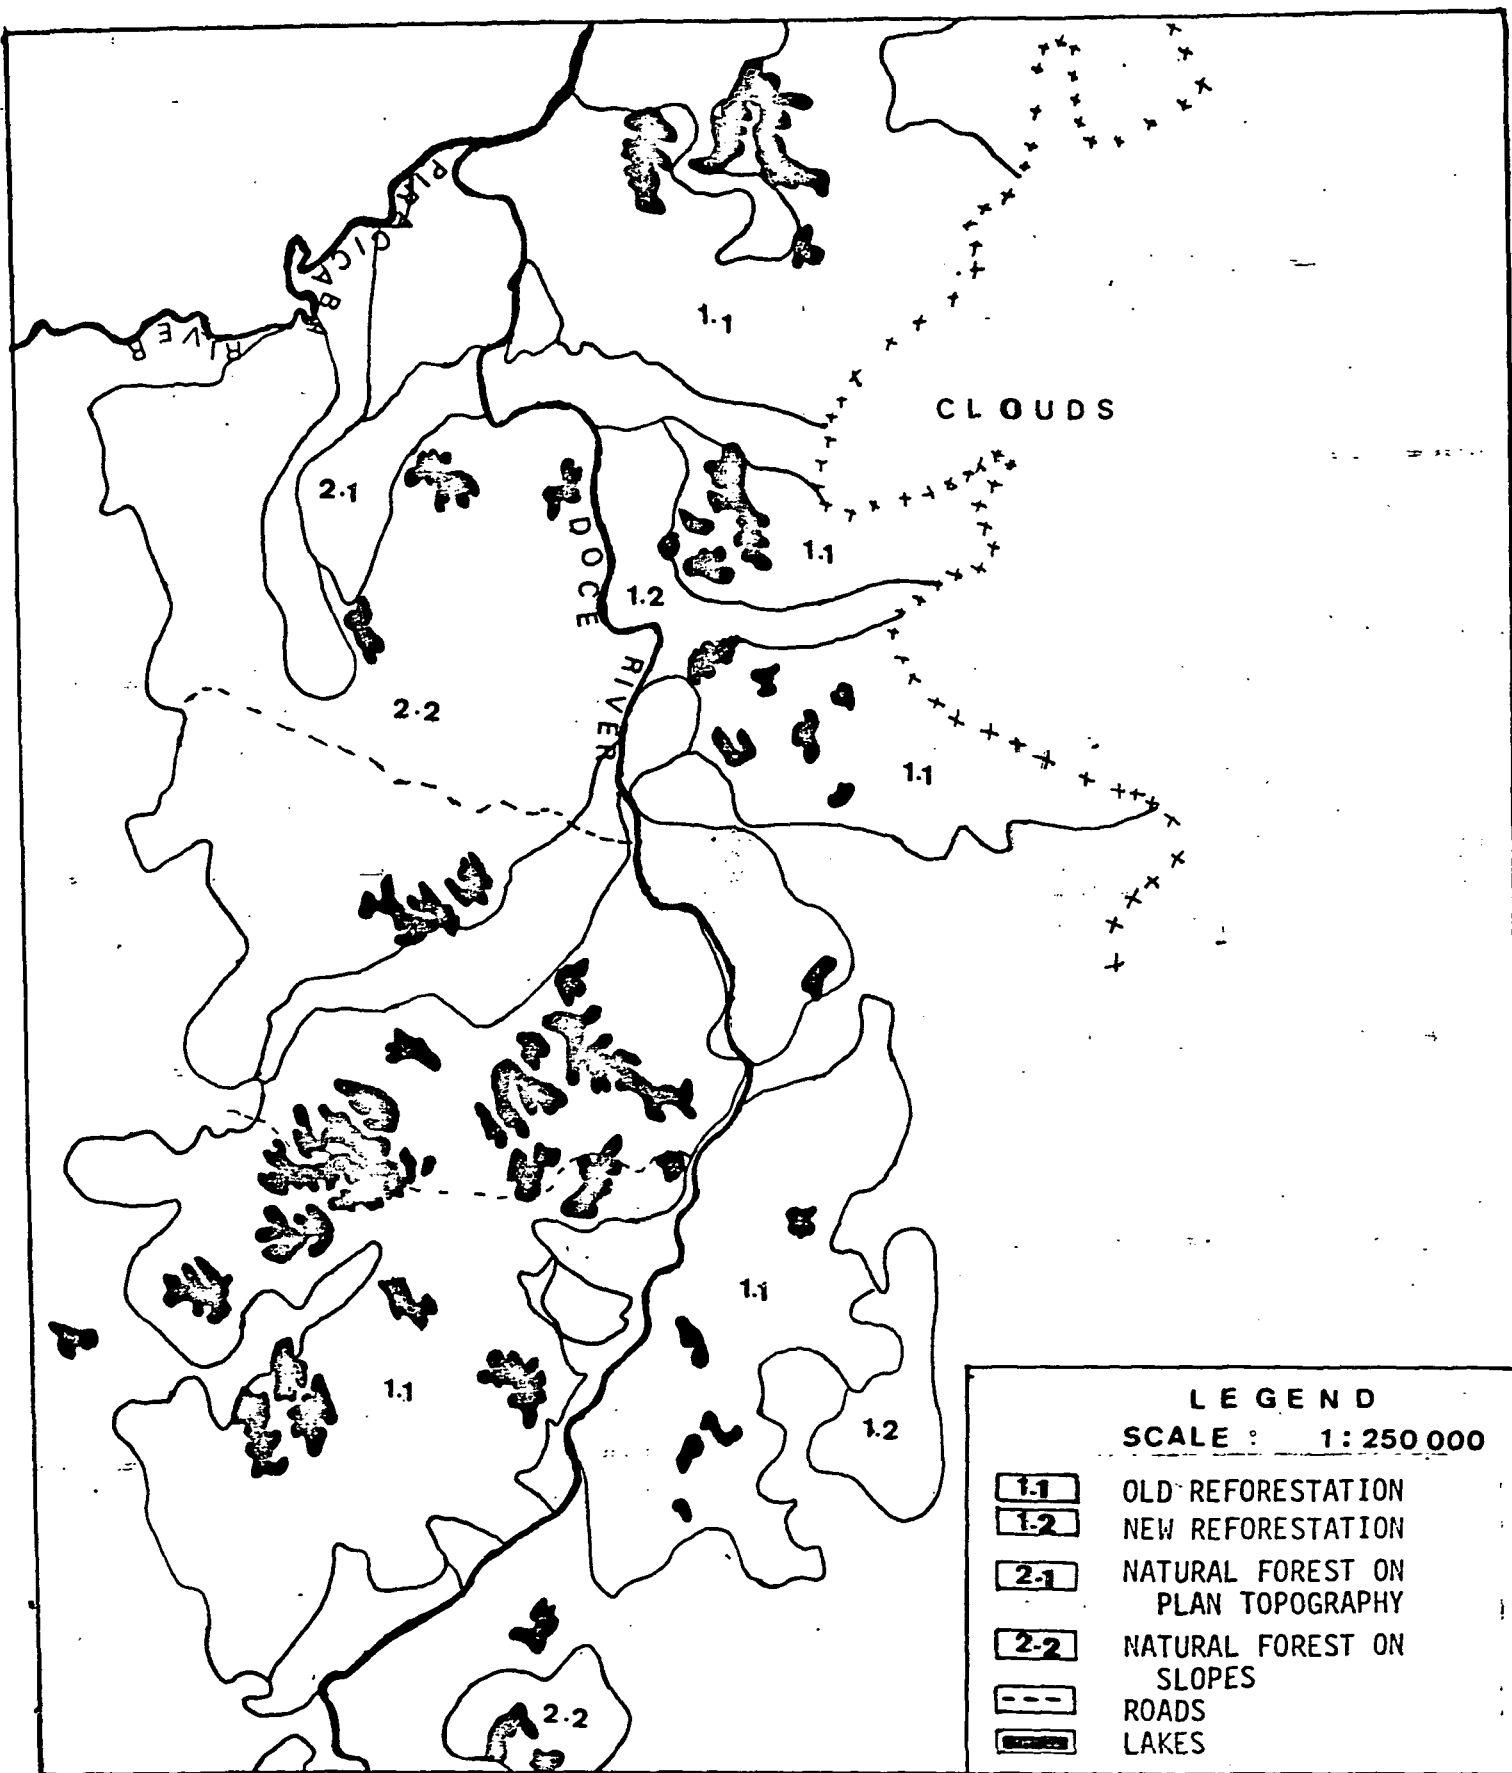 PIRACICABA
RIVER
1.1
CLOUDS
2.1
1.1
DOCE
1.2
RIVER
2.2
1.1
1.1
1.1
1.2
2.2
LEGEND
SCALE : 1:250 000
1.1 OLD REFORESTATION
1.2 NEW REFORESTATION
2.1 NATURAL FOREST ON
PLAN TOPOGRAPHY
2.2 NATURAL FOREST ON
SLOPES
ROADS
LAKES